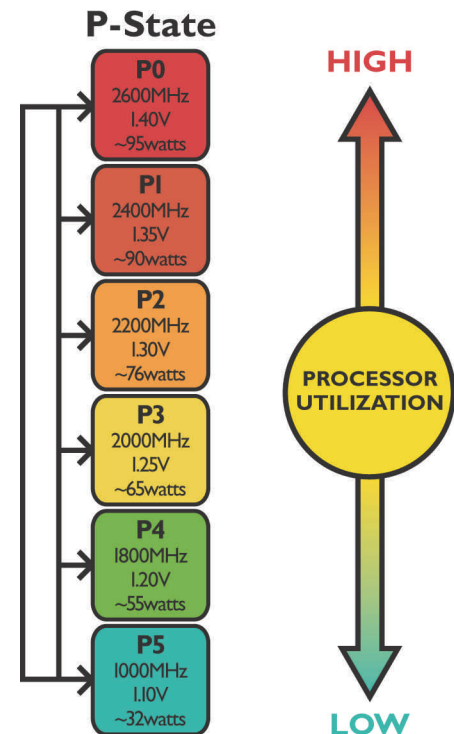 P-State
P0
2600MHz
1.40V
~95watts
P1
2400MHz
1.35V
~90watts
P2
2200MHz
1.30V
~76watts
P3
2000MHz
1.25V
~65watts
P4
1800MHz
1.20V
~55watts
P5
1000MHz
1.10V
~32watts
HIGH
PROCESSOR
UTILIZATION
LOW